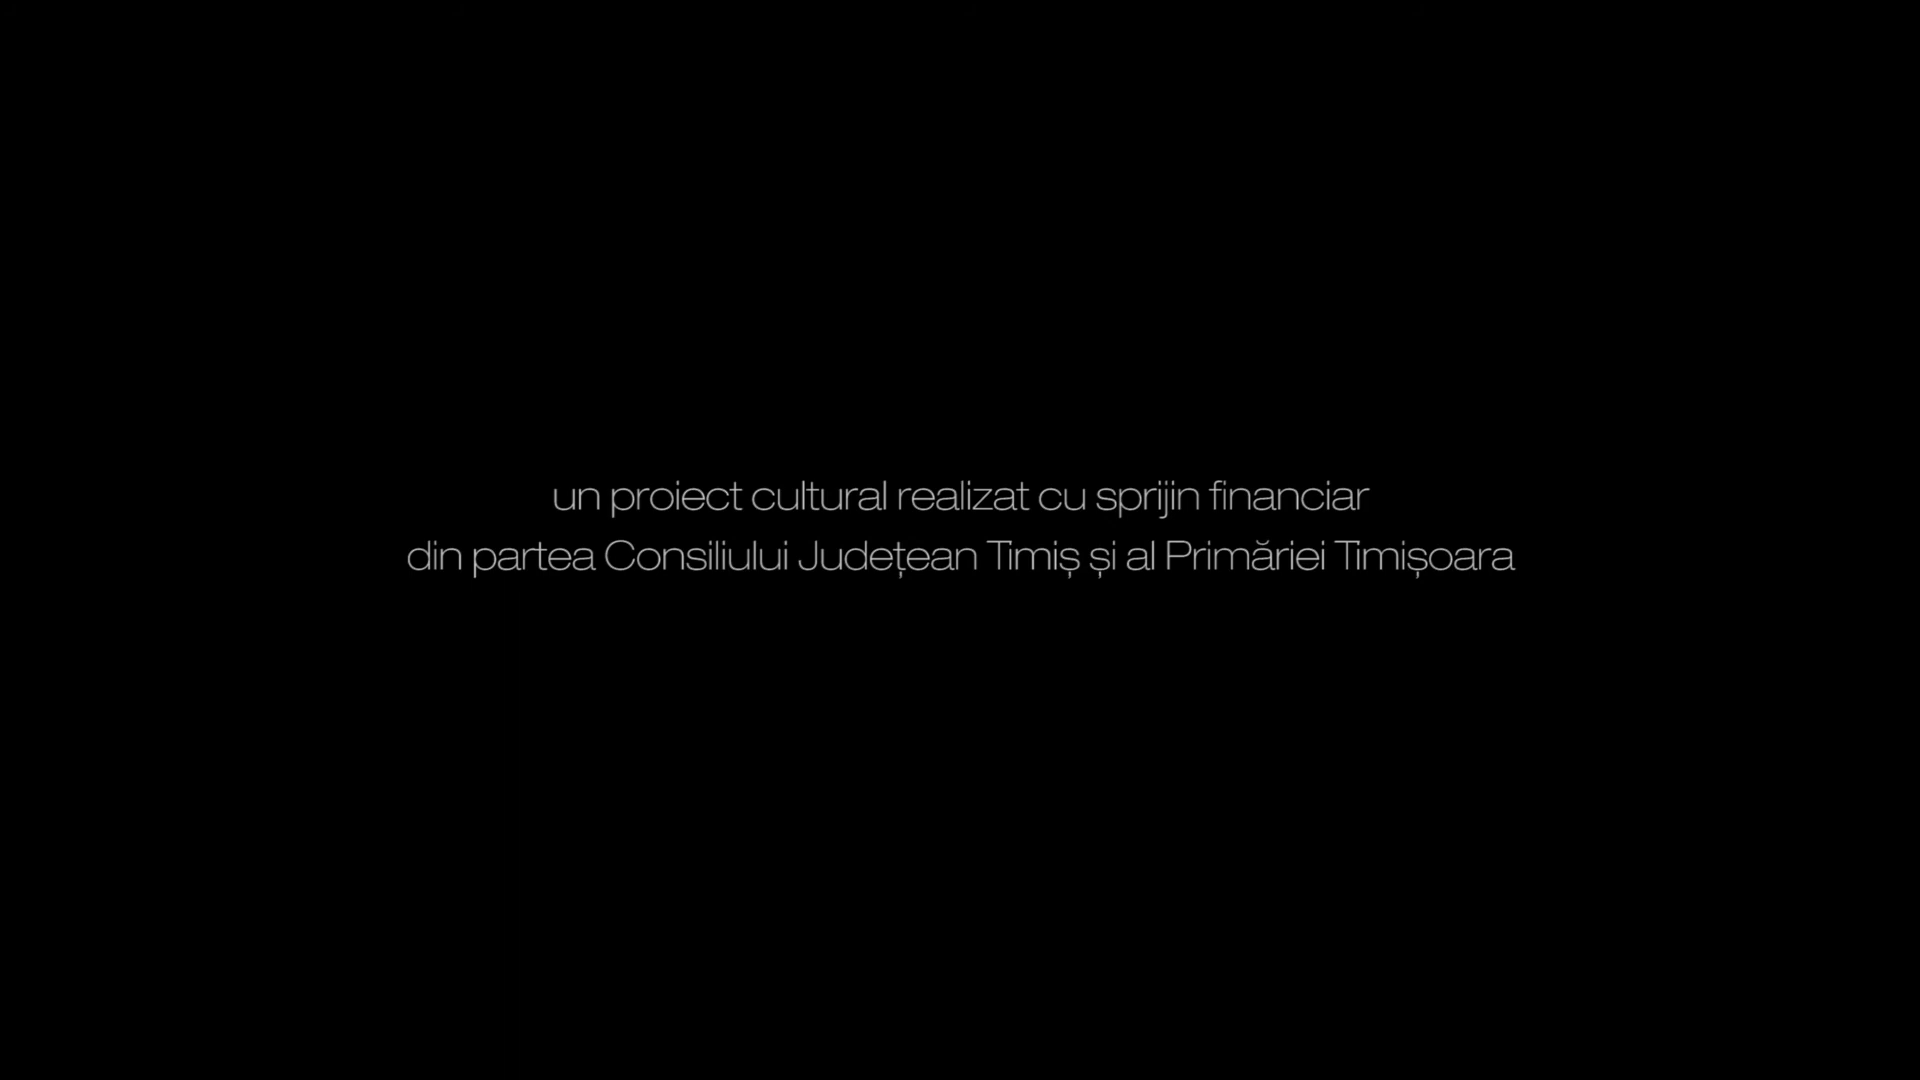 un proiect cultural realizat cu sprijin financiar
din partea Consiliului Județean Timiș și al Primăriei Timișoara